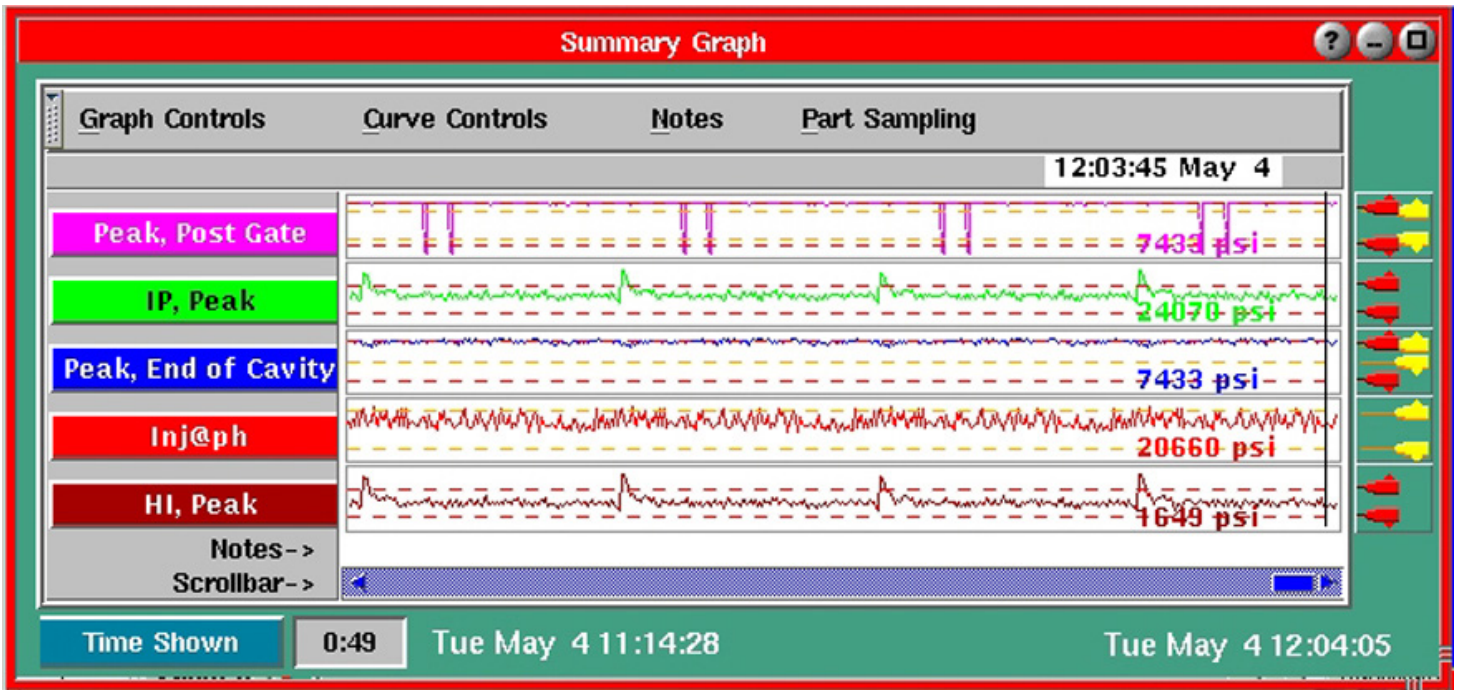 Summary Graph
?
Graph Controls Curve Controls Notes Part Sampling
12:03:45 May 4
Peak, Post Gate
7433 psi
IP, Peak
24070 psi
Peak, End of Cavity
7433 psi
Inj@ph
20660 psi
HI, Peak
1649 psi
Notes->
Scrollbar->
Time Shown 0:49 Tue May 4 11:14:28 Tue May 4 12:04:05